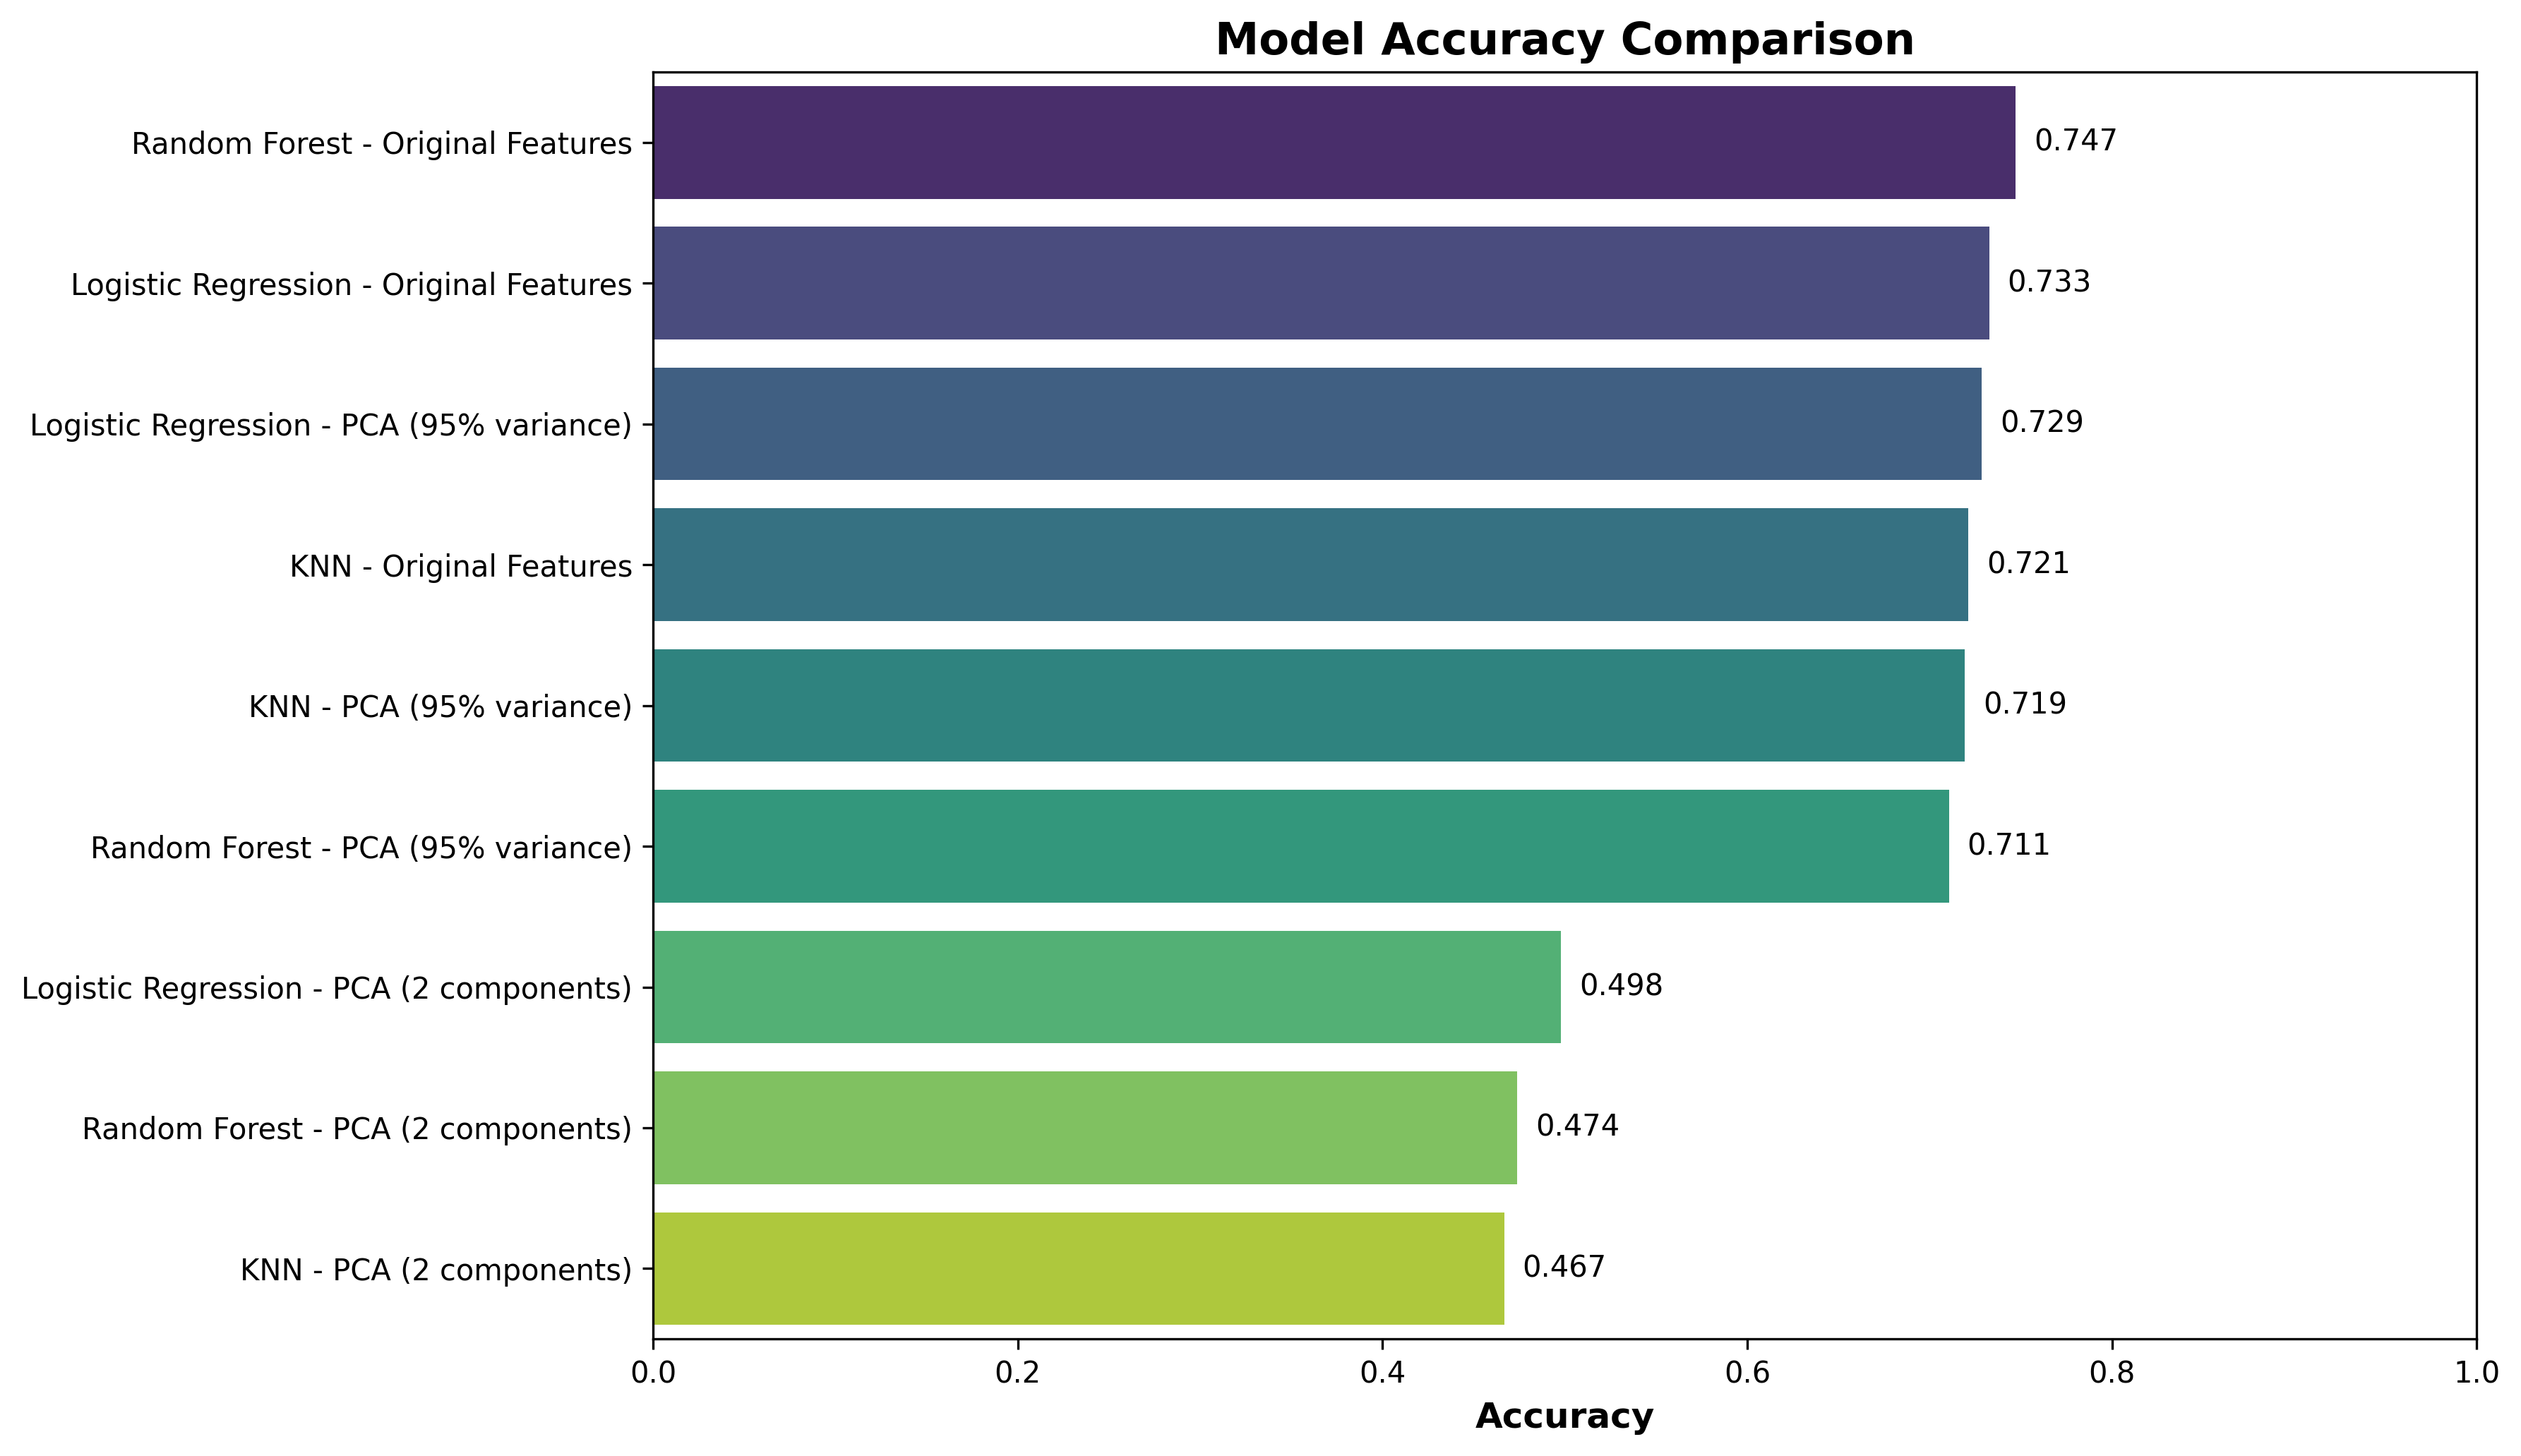 Model Accuracy Comparison
Random Forest - Original Features
0.747
Logistic Regression - Original Features
0.733
Logistic Regression - PCA (95% variance)
0.729
KNN - Original Features
0.721
KNN - PCA (95% variance)
0.719
Random Forest - PCA (95% variance)
0.711
Logistic Regression - PCA (2 components)
0.498
Random Forest - PCA (2 components)
0.474
KNN - PCA (2 components)
0.467
0.0 0.2 0.4 0.6 0.8 1.0
Accuracy